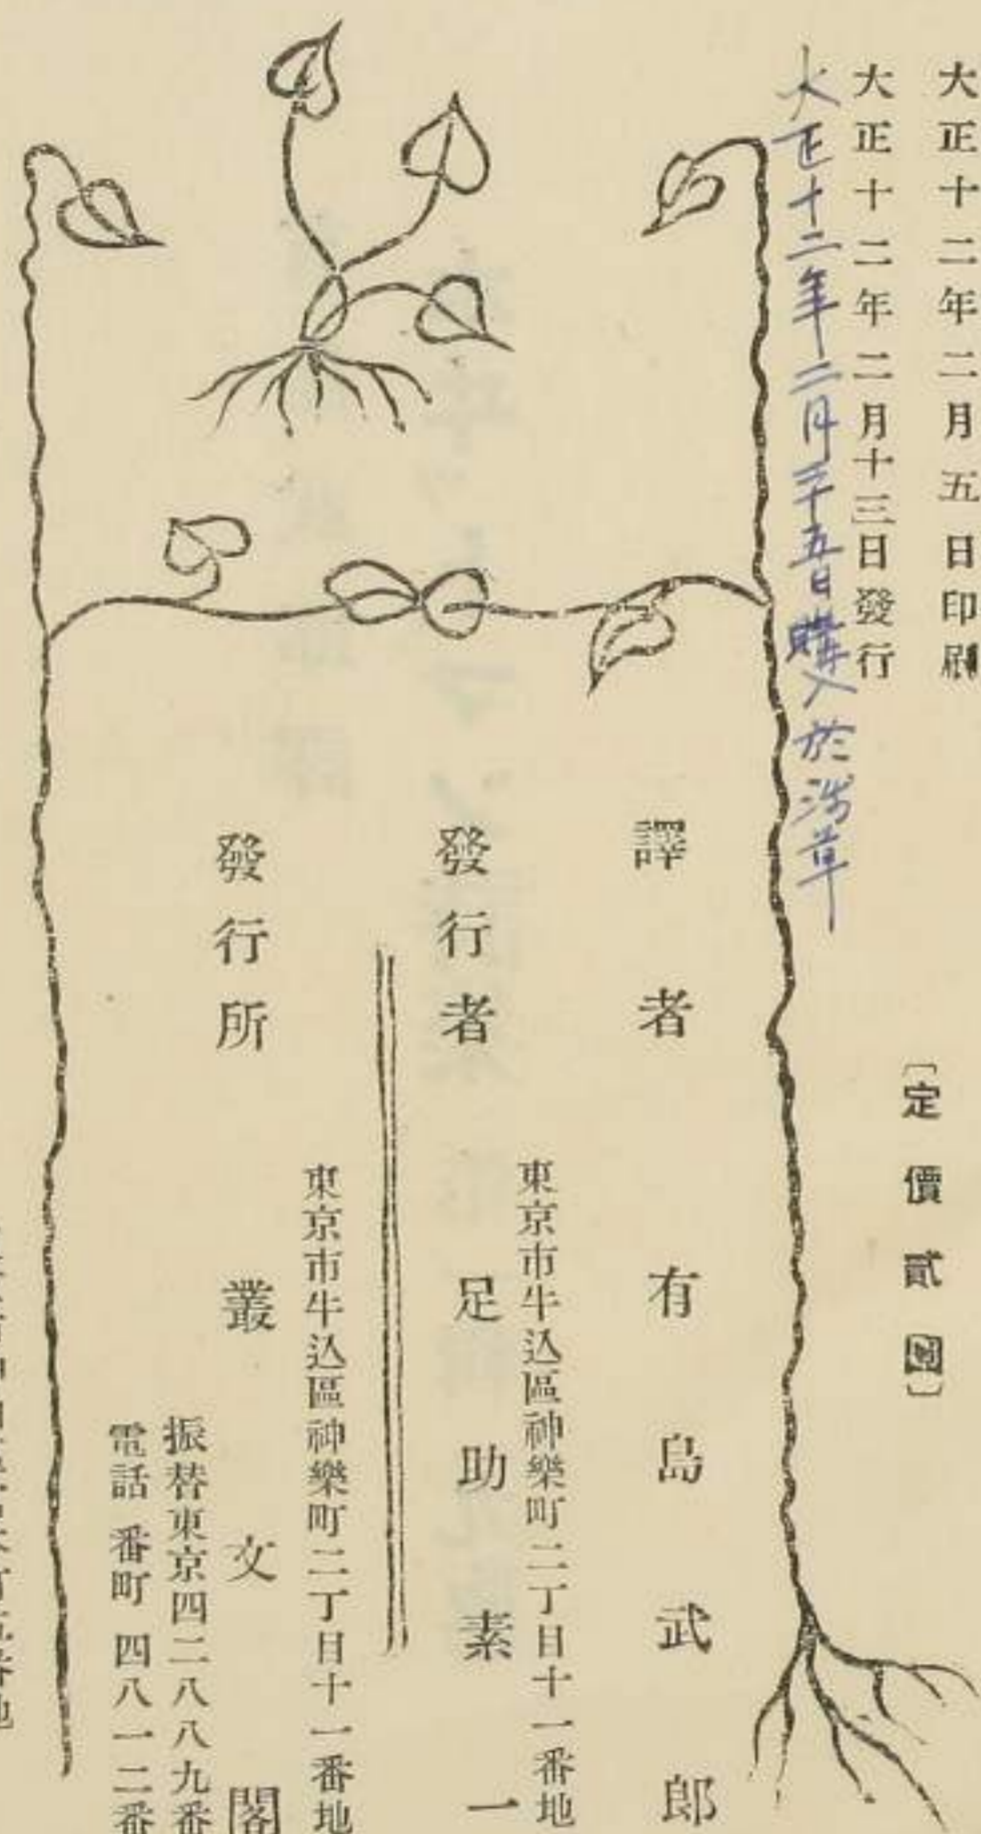 大正十二年二月五日印刷
大正十二年二月十三日發行
大正十二年二月二十五日購入於浅草
〔定價貳圓〕
譯者 有島武郎
東京市牛込區神樂町二丁目十一番地
發行者 足助素一
東京市牛込區神樂町二丁目十一番地
發行所 叢文閣
振替東京四二八八九番
電話番町四八一二番